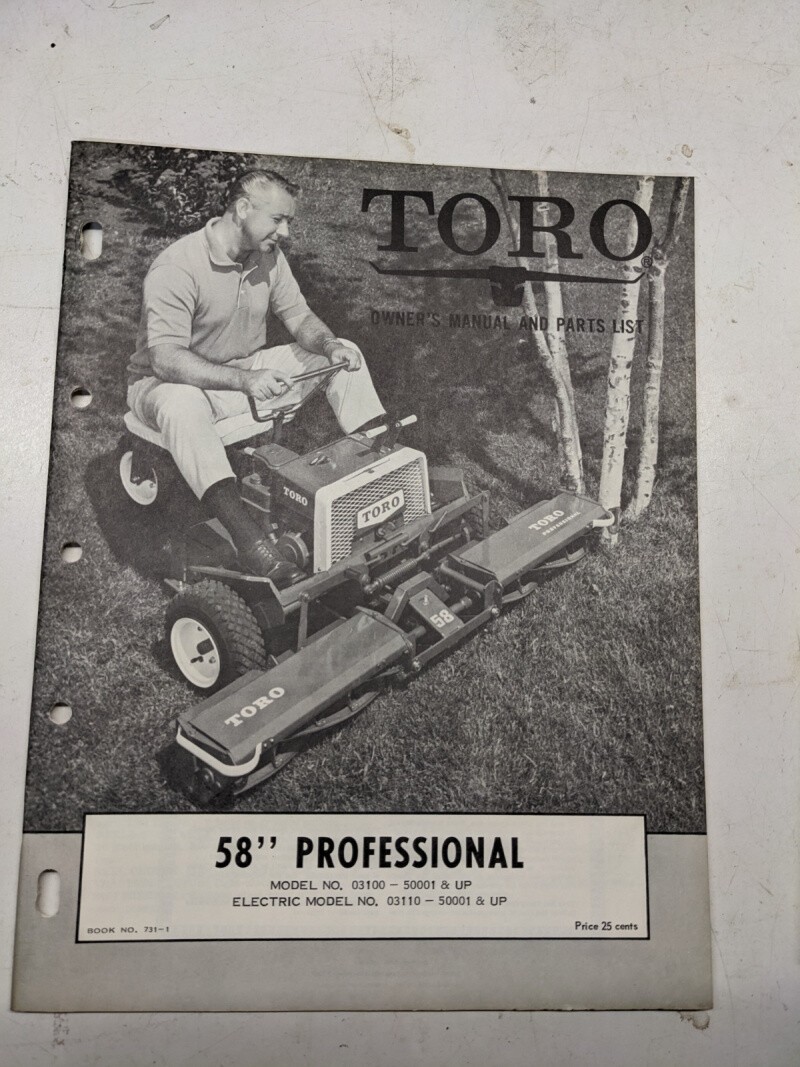 TORO®
OWNER'S MANUAL AND PARTS LIST
TORO
TORO
TORO
PROFESSIONAL
58
TORO
58'' PROFESSIONAL
MODEL NO. 03100 – 50001 & UP
ELECTRIC MODEL NO. 03110 – 50001 & UP
BOOK NO. 731-1
Price 25 cents